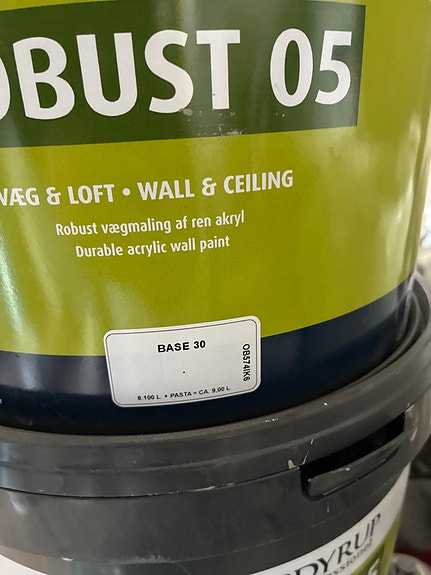 OBUST 05
VÆG & LOFT • WALL & CEILING
Robust vægmaling af ren akryl
Durable acrylic wall paint
BASE 30
OB574IK6
8,100 L + PASTA = CA. 9,00 L
DYRUP